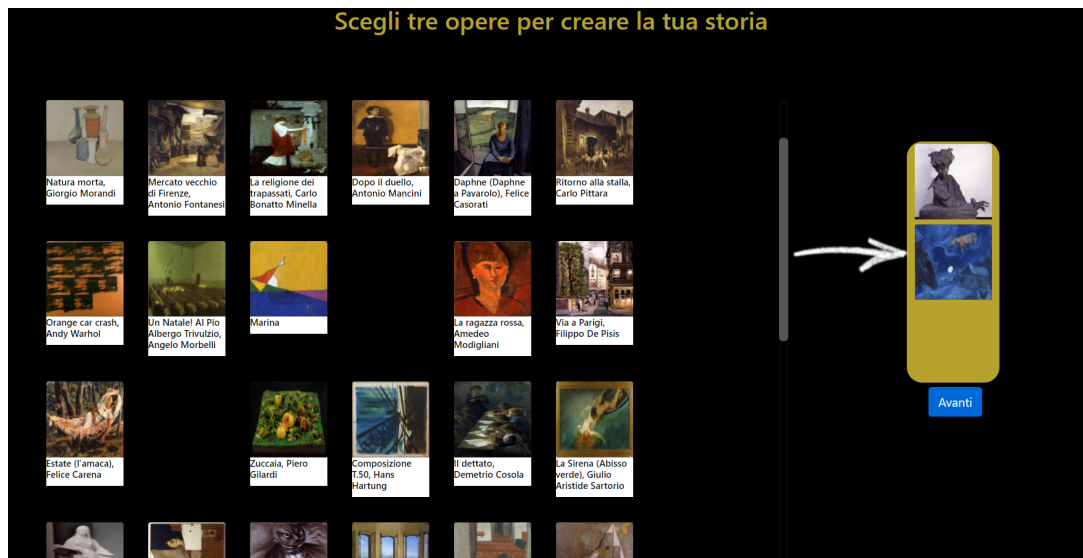 Scegli tre opere per creare la tua storia
Natura morta,
Giorgio Morandi
Mercato vecchio
di Firenze,
Antonio Fontanesi
La religione dei
trapassati, Carlo
Bonatto Minella
Dopo il duello,
Antonio Mancini
Daphne (Daphne
a Pavarolo), Felice
Casorati
Ritorno alla stalla,
Carlo Pittara
Orange car crash,
Andy Warhol
Un Natale! Al Pio
Albergo Trivulzio,
Angelo Morbelli
Marina
La ragazza rossa,
Amedeo
Modigliani
Via a Parigi,
Filippo De Pisis
Estate (l'amaca),
Felice Carena
Zuccaia, Piero
Gilardi
Composizione
T.50, Hans
Hartung
Il dettato,
Demetrio Cosola
La Sirena (Abisso
verde), Giulio
Aristide Sartorio
Avanti